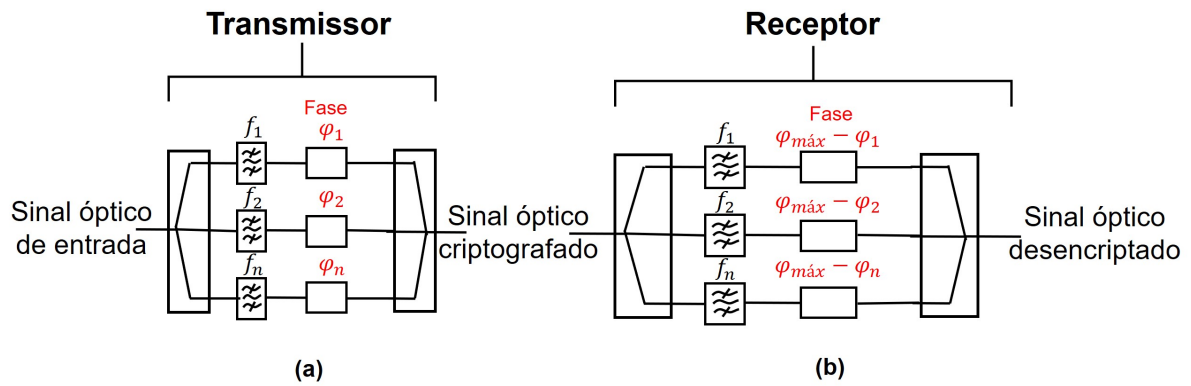 Transmissor
Receptor
Fase
Fase
f₁
φ₁
f₁
φₘáₓ − φ₁
f₂
φ₂
f₂
φₘáₓ − φ₂
Sinal óptico
de entrada
Sinal óptico
criptografado
Sinal óptico
desencriptado
fₙ
φₙ
fₙ
φₘáₓ − φₙ
(a)
(b)